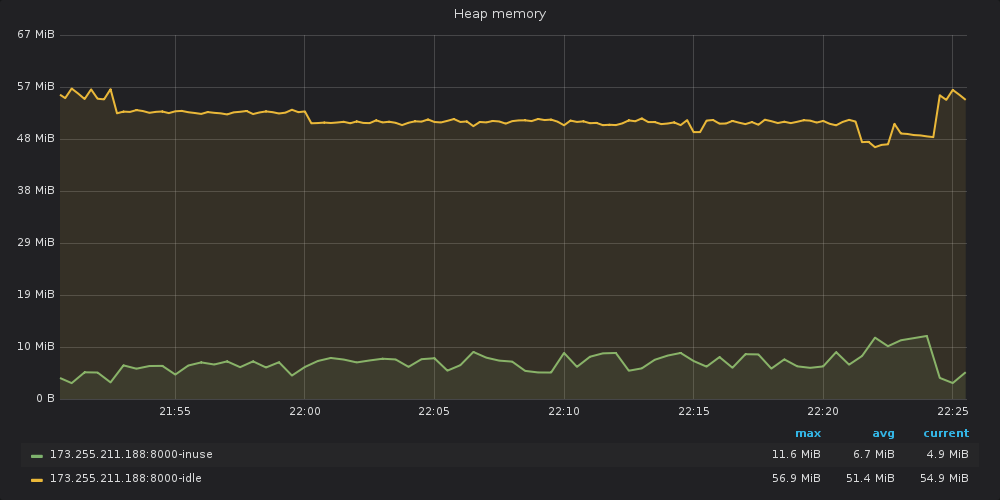 Heap memory
67 MiB
57 MiB
48 MiB
38 MiB
29 MiB
19 MiB
10 MiB
0 B
21:55 22:00 22:05 22:10 22:15 22:20 22:25
max avg current
173.255.211.188:8000-inuse 11.6 MiB 6.7 MiB 4.9 MiB
173.255.211.188:8000-idle 56.9 MiB 51.4 MiB 54.9 MiB